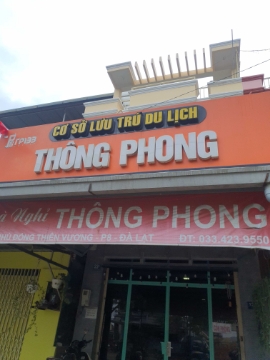 CƠ SỞ LƯU TRÚ DU LỊCH
THÔNG PHONG
Nghỉ THÔNG PHONG
ĐỔNG THIÊN VƯƠNG - P8 - ĐÀ LẠT ĐT: 033.423.9550